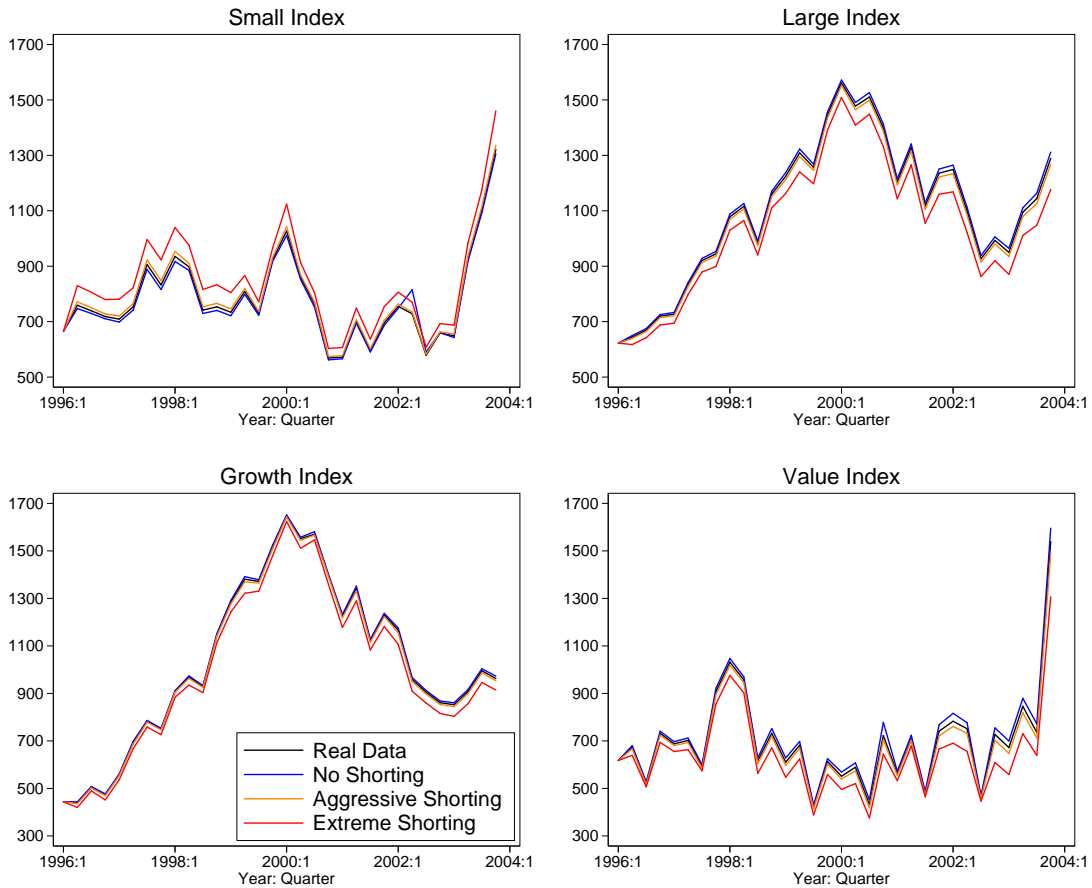 Small Index
1700
1500
1300
1100
900
700
500
1996:1 1998:1 2000:1 2002:1 2004:1
Year: Quarter
Large Index
1700
1500
1300
1100
900
700
500
1996:1 1998:1 2000:1 2002:1 2004:1
Year: Quarter
Growth Index
1700
1500
1300
1100
900
700
500
300
Real Data
No Shorting
Aggressive Shorting
Extreme Shorting
1996:1 1998:1 2000:1 2002:1 2004:1
Year: Quarter
Value Index
1700
1500
1300
1100
900
700
500
300
1996:1 1998:1 2000:1 2002:1 2004:1
Year: Quarter